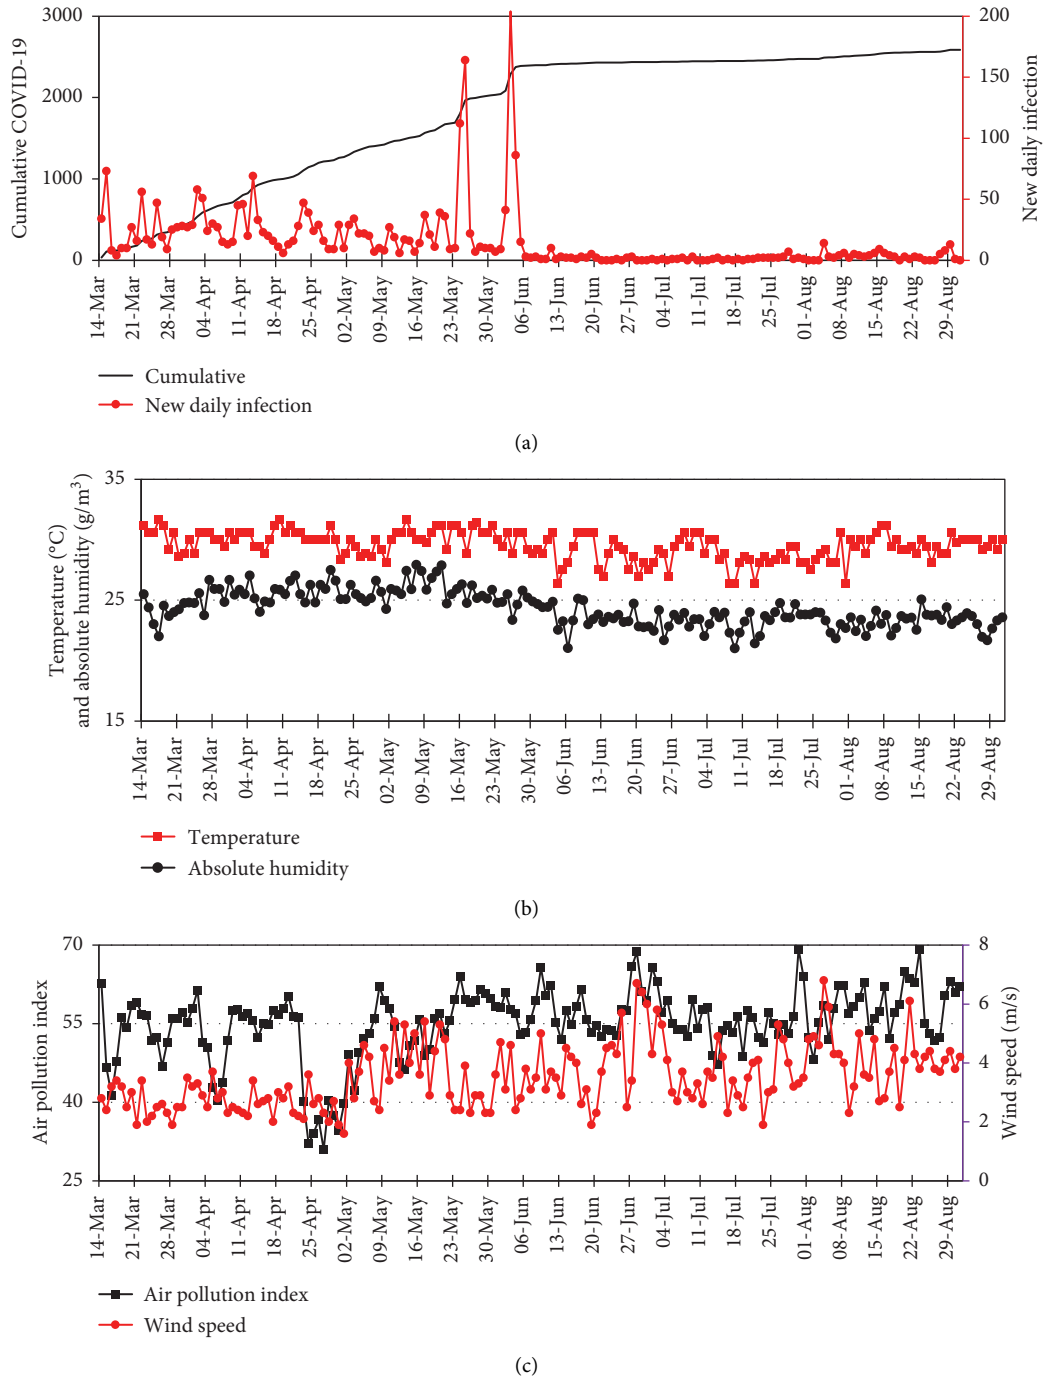 3000
2000
1000
0
Cumulative COVID-19
200
150
100
50
0
New daily infection
14-Mar
21-Mar
28-Mar
04-Apr
11-Apr
18-Apr
25-Apr
02-May
09-May
16-May
23-May
30-May
06-Jun
13-Jun
20-Jun
27-Jun
04-Jul
11-Jul
18-Jul
25-Jul
01-Aug
08-Aug
15-Aug
22-Aug
29-Aug
Cumulative
New daily infection
(a)
35
25
15
Temperature (°C)
and absolute humidity (g/m³)
14-Mar
21-Mar
28-Mar
04-Apr
11-Apr
18-Apr
25-Apr
02-May
09-May
16-May
23-May
30-May
06-Jun
13-Jun
20-Jun
27-Jun
04-Jul
11-Jul
18-Jul
25-Jul
01-Aug
08-Aug
15-Aug
22-Aug
29-Aug
Temperature
Absolute humidity
(b)
70
55
40
25
Air pollution index
8
6
4
2
0
Wind speed (m/s)
14-Mar
21-Mar
28-Mar
04-Apr
11-Apr
18-Apr
25-Apr
02-May
09-May
16-May
23-May
30-May
06-Jun
13-Jun
20-Jun
27-Jun
04-Jul
11-Jul
18-Jul
25-Jul
01-Aug
08-Aug
15-Aug
22-Aug
29-Aug
Air pollution index
Wind speed
(c)